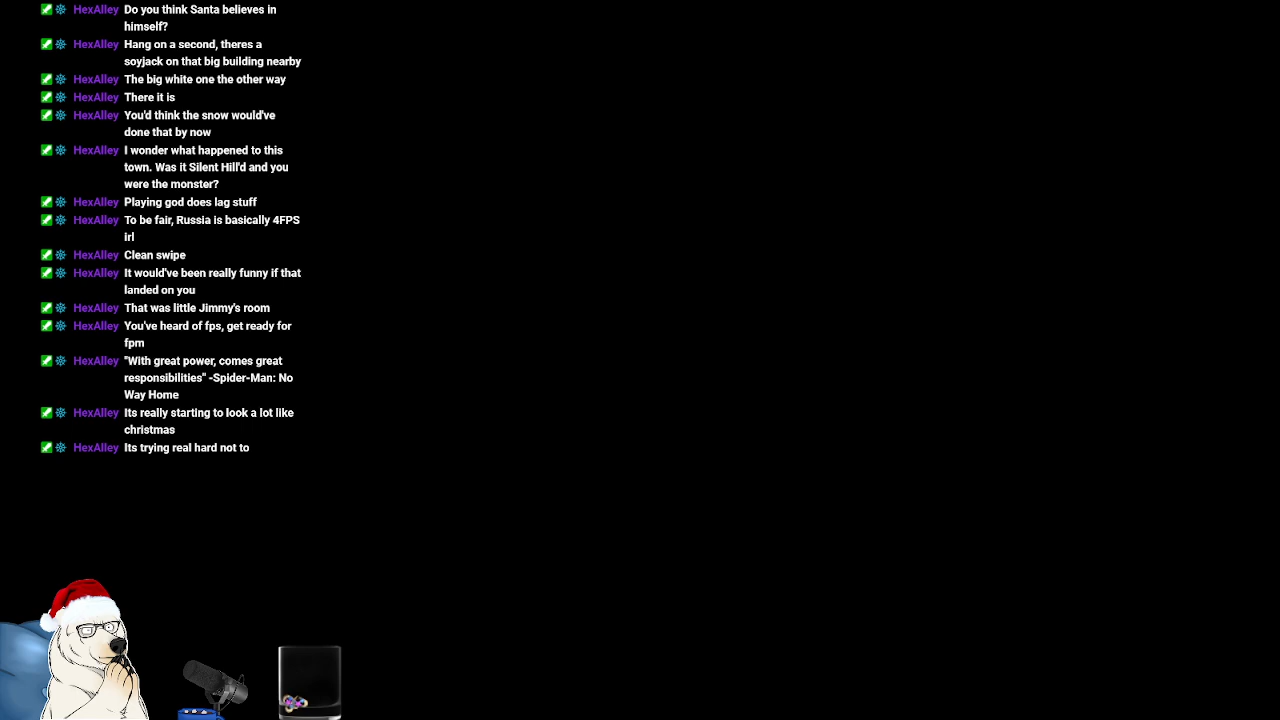 HexAlley Do you think Santa believes in
himself?
HexAlley Hang on a second, theres a
soyjack on that big building nearby
HexAlley The big white one the other way
HexAlley There it is
HexAlley You'd think the snow would've
done that by now
HexAlley I wonder what happened to this
town. Was it Silent Hill'd and you
were the monster?
HexAlley Playing god does lag stuff
HexAlley To be fair, Russia is basically 4FPS
irl
HexAlley Clean swipe
HexAlley It would've been really funny if that
landed on you
HexAlley That was little Jimmy's room
HexAlley You've heard of fps, get ready for
fpm
HexAlley "With great power, comes great
responsibilities" -Spider-Man: No
Way Home
HexAlley Its really starting to look a lot like
christmas
HexAlley Its trying real hard not to